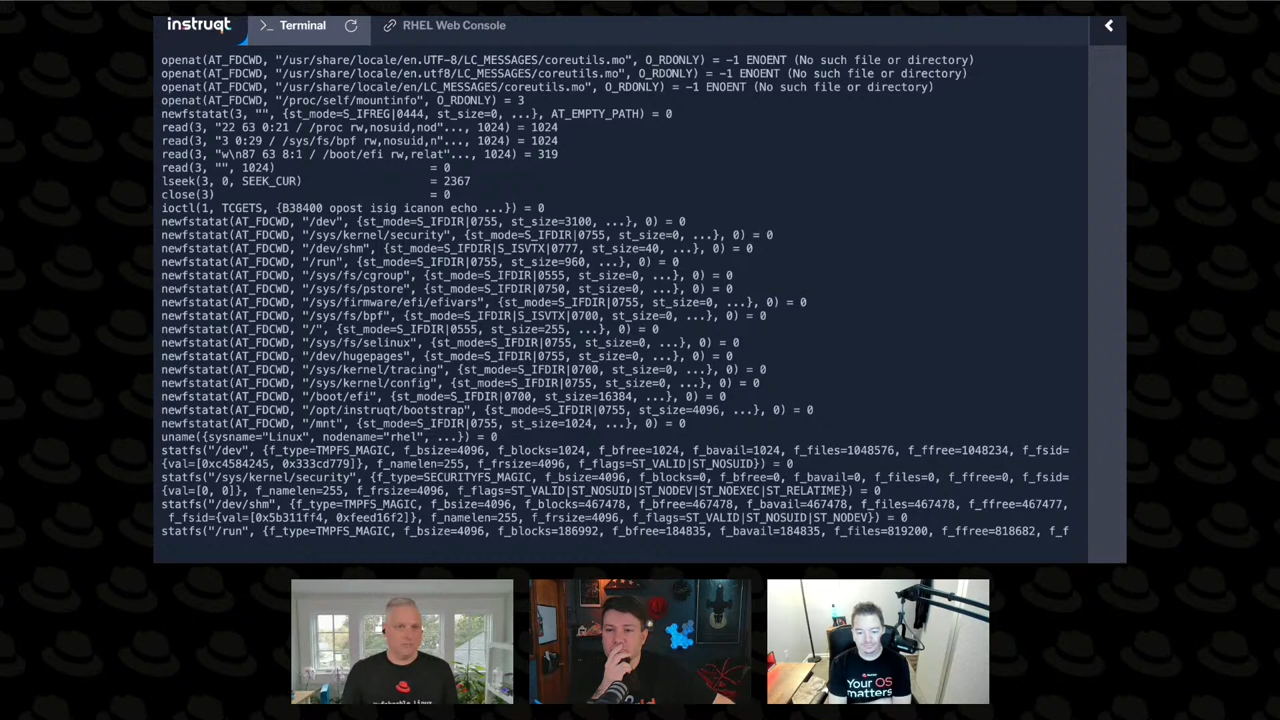 instruqt
Terminal
RHEL Web Console
openat(AT_FDCWD, "/usr/share/locale/en.UTF-8/LC_MESSAGES/coreutils.mo", O_RDONLY) = -1 ENOENT (No such file or directory)
openat(AT_FDCWD, "/usr/share/locale/en.utf8/LC_MESSAGES/coreutils.mo", O_RDONLY) = -1 ENOENT (No such file or directory)
openat(AT_FDCWD, "/usr/share/locale/en/LC_MESSAGES/coreutils.mo", O_RDONLY) = -1 ENOENT (No such file or directory)
openat(AT_FDCWD, "/proc/self/mountinfo", O_RDONLY) = 3
newfstatat(3, "", {st_mode=S_IFREG|0444, st_size=0, ...}, AT_EMPTY_PATH) = 0
read(3, "22 63 0:21 / /proc rw,nosuid,nod"..., 1024) = 1024
read(3, "3 0:29 / /sys/fs/bpf rw,nosuid,n"..., 1024) = 1024
read(3, "w\n87 63 8:1 / /boot/efi rw,relat"..., 1024) = 319
read(3, "", 1024) = 0
lseek(3, 0, SEEK_CUR) = 2367
close(3) = 0
ioctl(1, TCGETS, {B38400 opost isig icanon echo ...}) = 0
newfstatat(AT_FDCWD, "/dev", {st_mode=S_IFDIR|0755, st_size=3100, ...}, 0) = 0
newfstatat(AT_FDCWD, "/sys/kernel/security", {st_mode=S_IFDIR|0755, st_size=0, ...}, 0) = 0
newfstatat(AT_FDCWD, "/dev/shm", {st_mode=S_IFDIR|S_ISVTX|0777, st_size=40, ...}, 0) = 0
newfstatat(AT_FDCWD, "/run", {st_mode=S_IFDIR|0755, st_size=960, ...}, 0) = 0
newfstatat(AT_FDCWD, "/sys/fs/cgroup", {st_mode=S_IFDIR|0555, st_size=0, ...}, 0) = 0
newfstatat(AT_FDCWD, "/sys/fs/pstore", {st_mode=S_IFDIR|0750, st_size=0, ...}, 0) = 0
newfstatat(AT_FDCWD, "/sys/firmware/efi/efivars", {st_mode=S_IFDIR|0755, st_size=0, ...}, 0) = 0
newfstatat(AT_FDCWD, "/sys/fs/bpf", {st_mode=S_IFDIR|S_ISVTX|0700, st_size=0, ...}, 0) = 0
newfstatat(AT_FDCWD, "/", {st_mode=S_IFDIR|0555, st_size=255, ...}, 0) = 0
newfstatat(AT_FDCWD, "/sys/fs/selinux", {st_mode=S_IFDIR|0755, st_size=0, ...}, 0) = 0
newfstatat(AT_FDCWD, "/dev/hugepages", {st_mode=S_IFDIR|0755, st_size=0, ...}, 0) = 0
newfstatat(AT_FDCWD, "/sys/kernel/tracing", {st_mode=S_IFDIR|0700, st_size=0, ...}, 0) = 0
newfstatat(AT_FDCWD, "/sys/kernel/config", {st_mode=S_IFDIR|0755, st_size=0, ...}, 0) = 0
newfstatat(AT_FDCWD, "/boot/efi", {st_mode=S_IFDIR|0700, st_size=16384, ...}, 0) = 0
newfstatat(AT_FDCWD, "/opt/instruqt/bootstrap", {st_mode=S_IFDIR|0755, st_size=4096, ...}, 0) = 0
newfstatat(AT_FDCWD, "/mnt", {st_mode=S_IFDIR|0755, st_size=1024, ...}, 0) = 0
uname({sysname="Linux", nodename="rhel", ...}) = 0
statfs("/dev", {f_type=TMPFS_MAGIC, f_bsize=4096, f_blocks=1024, f_bfree=1024, f_bavail=1024, f_files=1048576, f_ffree=1048234, f_fsid=
{val=[0xc4584245, 0x333cd779]}, f_namelen=255, f_frsize=4096, f_flags=ST_VALID|ST_NOSUID}) = 0
statfs("/sys/kernel/security", {f_type=SECURITYFS_MAGIC, f_bsize=4096, f_blocks=0, f_bfree=0, f_bavail=0, f_files=0, f_ffree=0, f_fsid=
{val=[0, 0]}, f_namelen=255, f_frsize=4096, f_flags=ST_VALID|ST_NOSUID|ST_NODEV|ST_NOEXEC|ST_RELATIME}) = 0
statfs("/dev/shm", {f_type=TMPFS_MAGIC, f_bsize=4096, f_blocks=467478, f_bfree=467478, f_bavail=467478, f_files=467478, f_ffree=467477,
f_fsid={val=[0x5b311ff4, 0xfeed16f2]}, f_namelen=255, f_frsize=4096, f_flags=ST_VALID|ST_NOSUID|ST_NODEV}) = 0
statfs("/run", {f_type=TMPFS_MAGIC, f_bsize=4096, f_blocks=186992, f_bfree=184835, f_bavail=184835, f_files=819200, f_ffree=818682, f_f
Your OS
matters